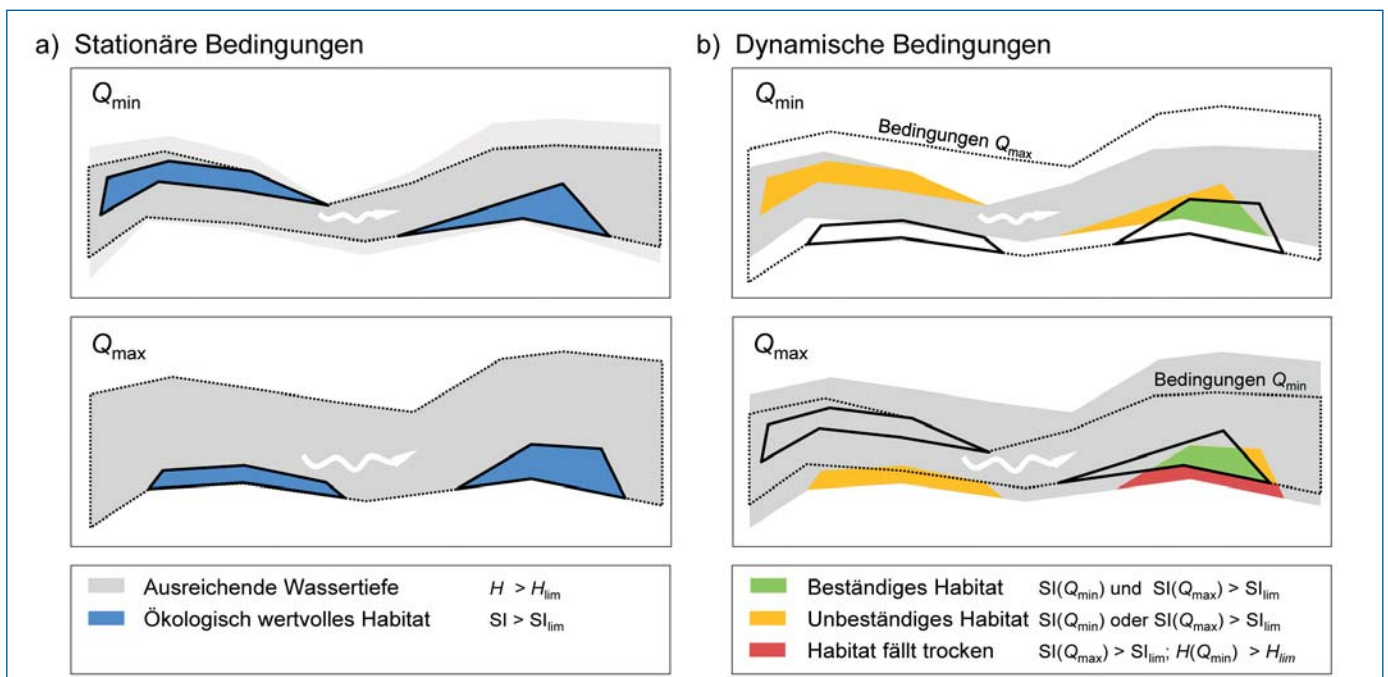 a) Stationäre Bedingungen
Qmin
Qmax
Ausreichende Wassertiefe H > Hlim
Ökologisch wertvolles Habitat SI > SIlim
b) Dynamische Bedingungen
Qmin
Bedingungen Qmax
Qmax
Bedingungen Qmin
Beständiges Habitat SI(Qmin) und SI(Qmax) > SIlim
Unbeständiges Habitat SI(Qmin) oder SI(Qmax) > SIlim
Habitat fällt trocken SI(Qmax) > SIlim; H(Qmin) > Hlim